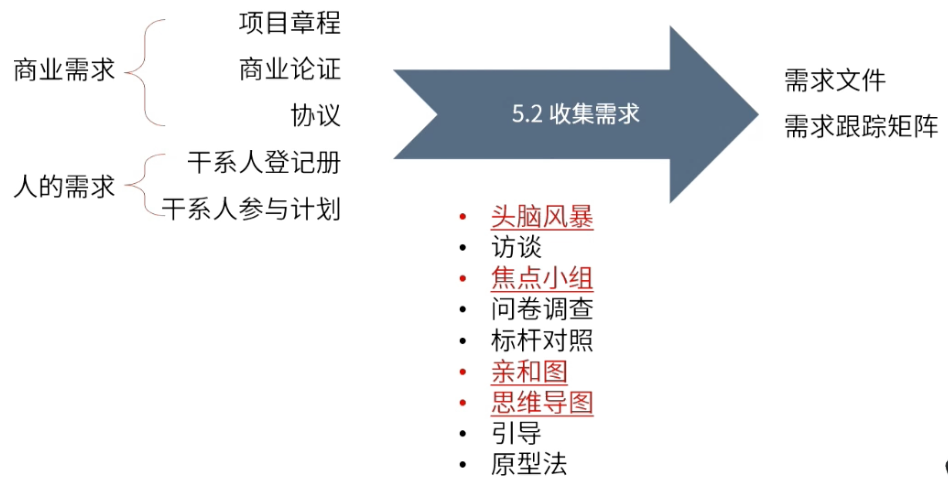 商业需求
项目章程
商业论证
协议
人的需求
干系人登记册
干系人参与计划
5.2 收集需求
需求文件
需求跟踪矩阵
• 头脑风暴
• 访谈
• 焦点小组
• 问卷调查
• 标杆对照
• 亲和图
• 思维导图
• 引导
• 原型法